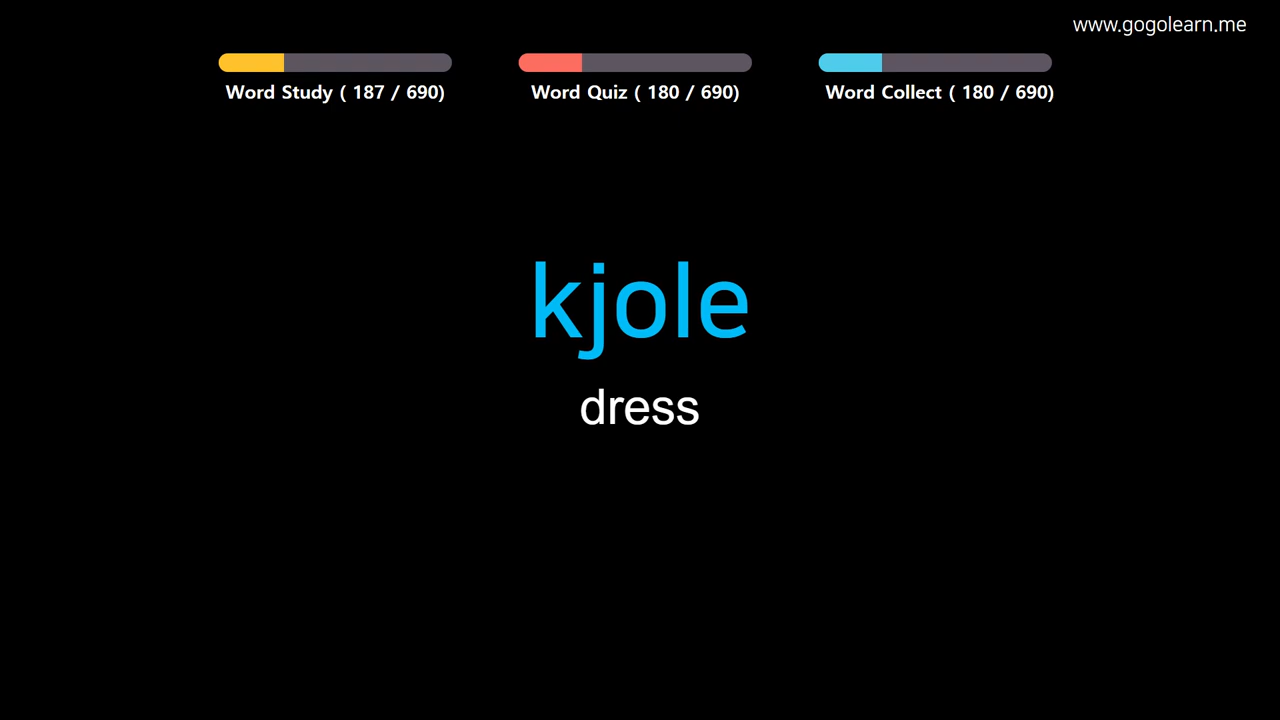 www.gogolearn.me
Word Study ( 187 / 690)
Word Quiz ( 180 / 690)
Word Collect ( 180 / 690)
kjole
dress